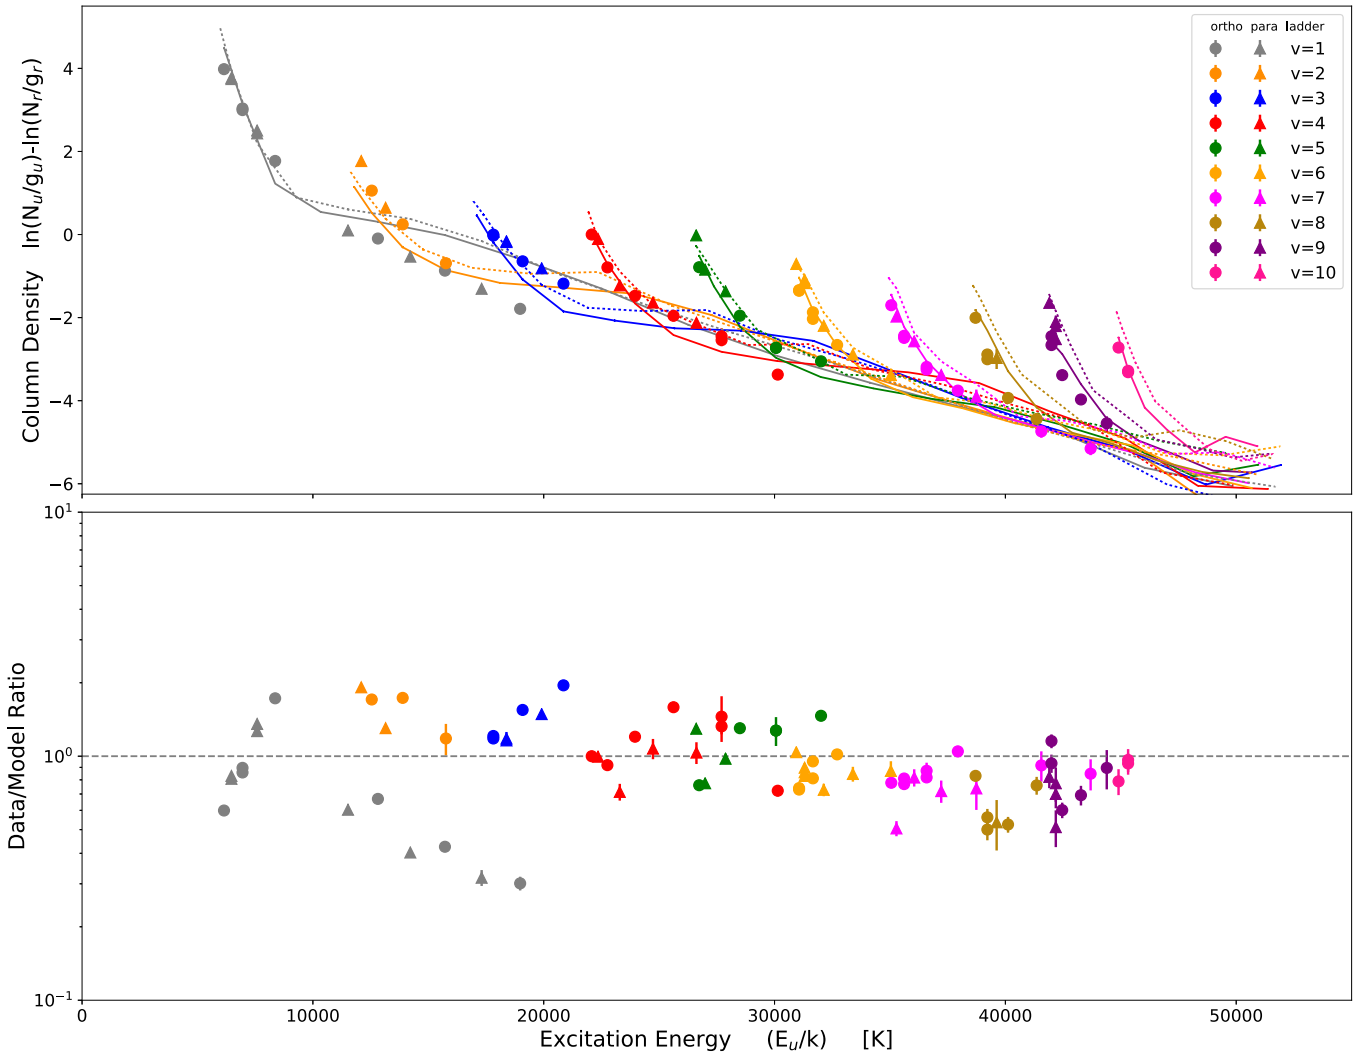 ortho para ladder
v=1
v=2
v=3
v=4
v=5
v=6
v=7
v=8
v=9
v=10
Column Density ln(N_u/g_u)-ln(N_r/g_r)
4
2
0
−2
−4
−6
Data/Model Ratio
10^1
10^0
10^−1
0 10000 20000 30000 40000 50000
Excitation Energy (E_u/k) [K]